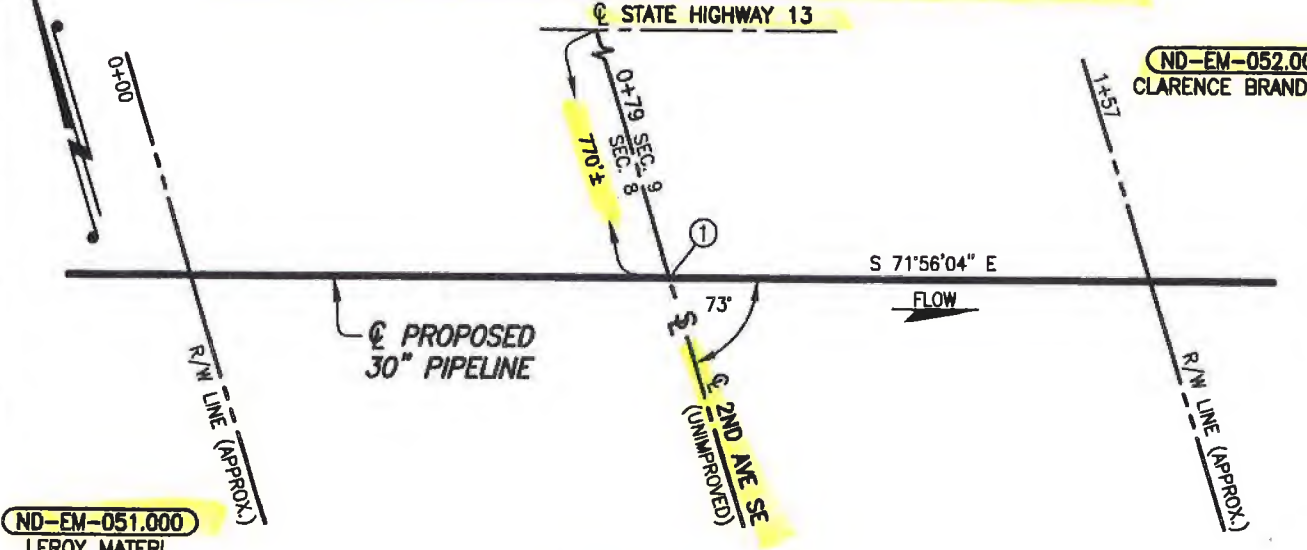 ℄ STATE HIGHWAY 13
ND-EM-052.00
CLARENCE BRAND
0+00
0+79
SEC. 9
SEC. 8
1+57
770'±
1
S 71°56'04" E
73°
FLOW
℄ PROPOSED
30" PIPELINE
R/W LINE (APPROX.)
℄ 2ND AVE SE
(UNIMPROVED)
R/W LINE (APPROX.)
ND-EM-051.000
LEROY MATERI